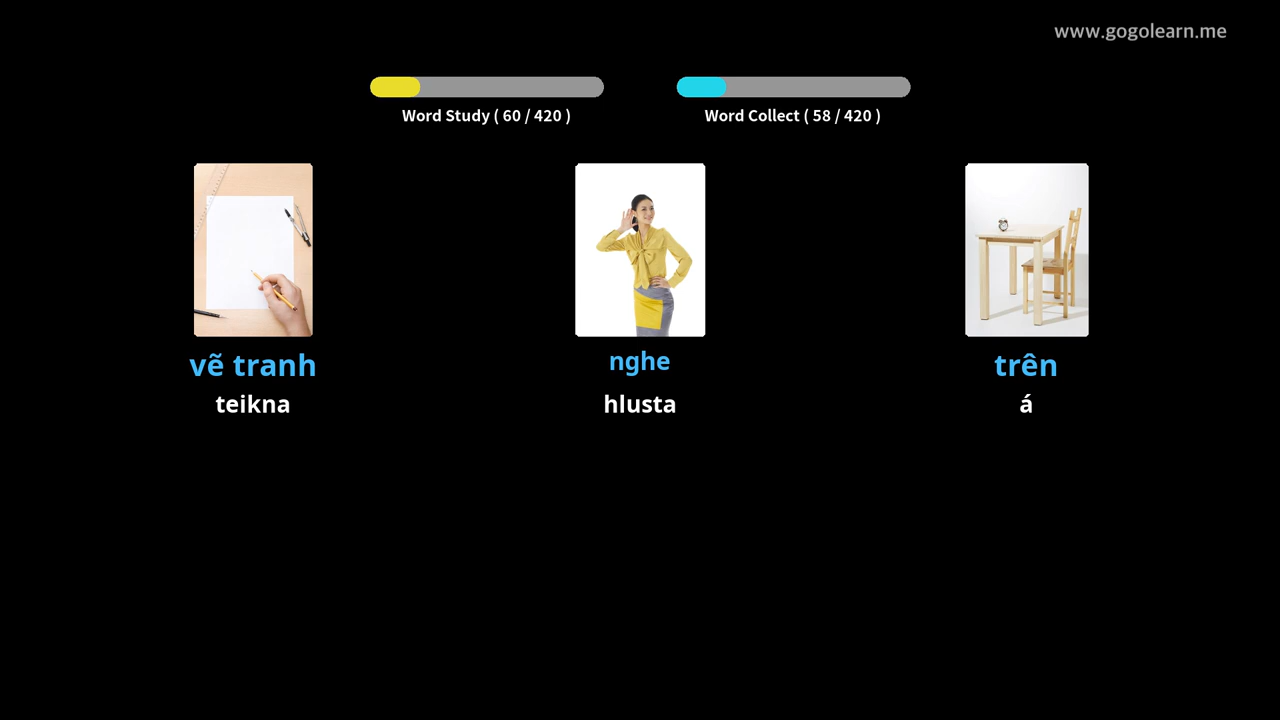 www.gogolearn.me
Word Study ( 60 / 420 )
Word Collect ( 58 / 420 )
vẽ tranh
teikna
nghe
hlusta
trên
á